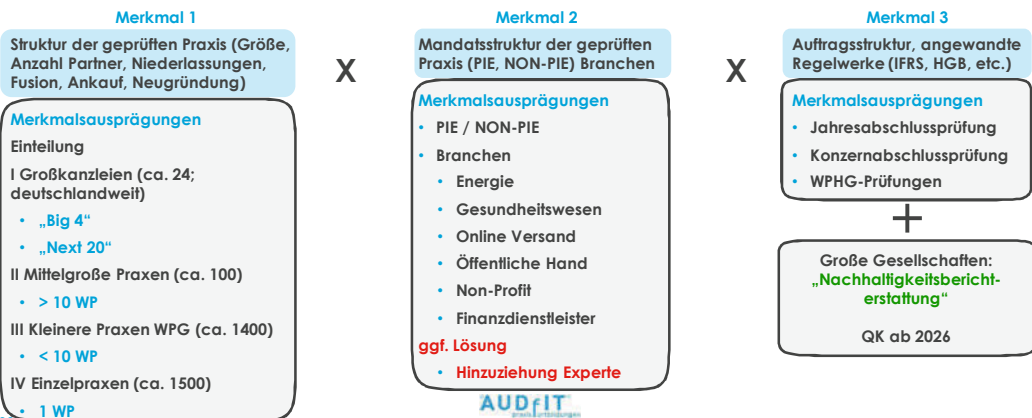 Merkmal 1
Struktur der geprüften Praxis (Größe,
Anzahl Partner, Niederlassungen,
Fusion, Ankauf, Neugründung)
Merkmalsausprägungen
Einteilung
I Großkanzleien (ca. 24;
deutschlandweit)
• „Big 4“
• „Next 20“
II Mittelgroße Praxen (ca. 100)
• > 10 WP
III Kleinere Praxen WPG (ca. 1400)
• < 10 WP
IV Einzelpraxen (ca. 1500)
• 1 WP
X
Merkmal 2
Mandatsstruktur der geprüften
Praxis (PIE, NON-PIE) Branchen
Merkmalsausprägungen
• PIE / NON-PIE
• Branchen
• Energie
• Gesundheitswesen
• Online Versand
• Öffentliche Hand
• Non-Profit
• Finanzdienstleister
ggf. Lösung
• Hinzuziehung Experte
X
Merkmal 3
Auftragsstruktur, angewandte
Regelwerke (IFRS, HGB, etc.)
Merkmalsausprägungen
• Jahresabschlussprüfung
• Konzernabschlussprüfung
• WPHG-Prüfungen
+
Große Gesellschaften:
„Nachhaltigkeitsbericht-
erstattung“
QK ab 2026
AUDfIT